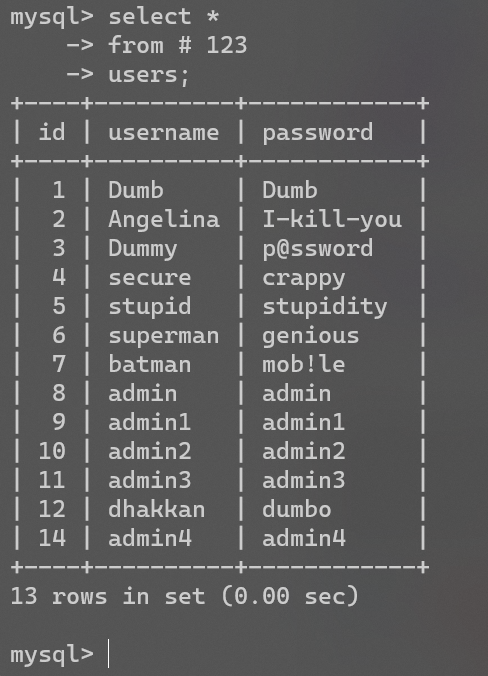 mysql> select *
    -> from # 123
    -> users;
+----+----------+------------+
| id | username | password   |
+----+----------+------------+
|  1 | Dumb     | Dumb       |
|  2 | Angelina | I-kill-you |
|  3 | Dummy    | p@ssword   |
|  4 | secure   | crappy     |
|  5 | stupid   | stupidity  |
|  6 | superman | genious    |
|  7 | batman   | mob!le     |
|  8 | admin    | admin      |
|  9 | admin1   | admin1     |
| 10 | admin2   | admin2     |
| 11 | admin3   | admin3     |
| 12 | dhakkan  | dumbo      |
| 14 | admin4   | admin4     |
+----+----------+------------+
13 rows in set (0.00 sec)
mysql>